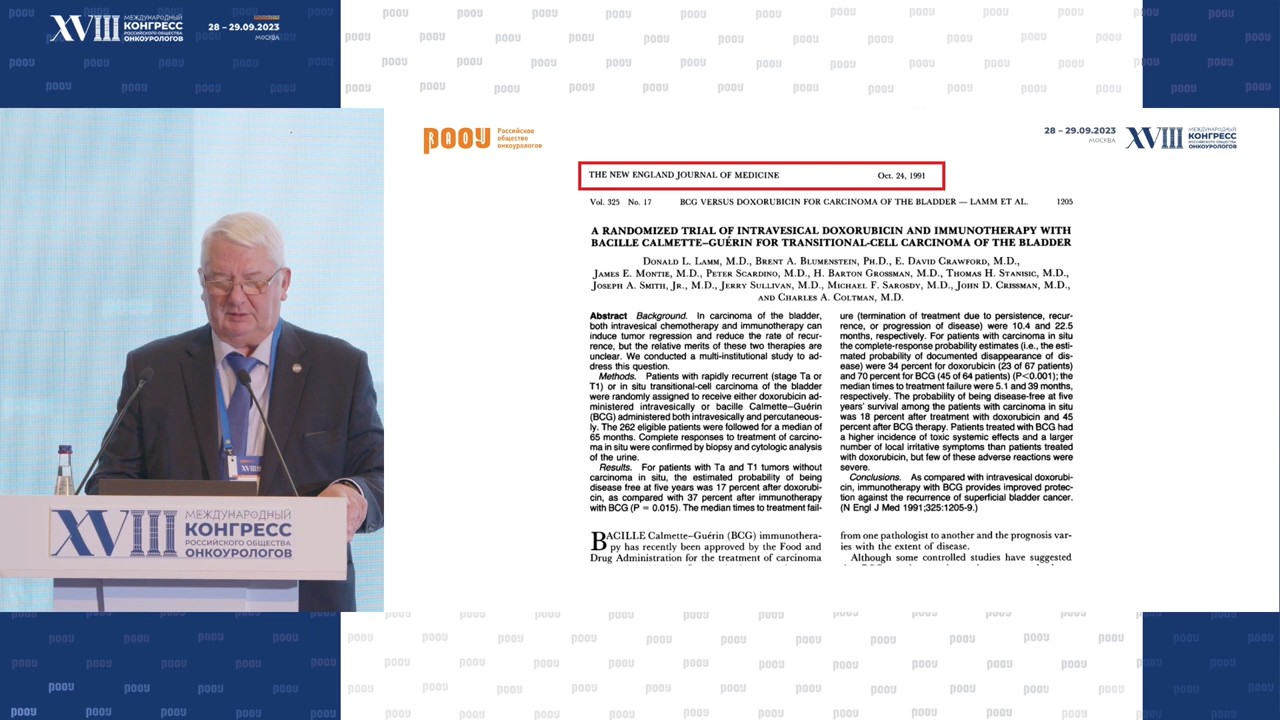 XVIII
МЕЖДУНАРОДНЫЙ
КОНГРЕСС
РОССИЙСКОГО ОБЩЕСТВА
ОНКОУРОЛОГОВ
28 – 29.09.2023
МОСКВА
рооу
Российское
общество
онкоурологов
28 – 29.09.2023
МОСКВА
XVIII
МЕЖДУНАРОДНЫЙ
КОНГРЕСС
РОССИЙСКОГО ОБЩЕСТВА
ОНКОУРОЛОГОВ
THE NEW ENGLAND JOURNAL OF MEDICINE Oct. 24, 1991
Vol. 325 No. 17 BCG VERSUS DOXORUBICIN FOR CARCINOMA OF THE BLADDER — LAMM ET AL. 1205
A RANDOMIZED TRIAL OF INTRAVESICAL DOXORUBICIN AND IMMUNOTHERAPY WITH
BACILLE CALMETTE–GUÉRIN FOR TRANSITIONAL-CELL CARCINOMA OF THE BLADDER
DONALD L. LAMM, M.D., BRENT A. BLUMENSTEIN, PH.D., E. DAVID CRAWFORD, M.D.,
JAMES E. MONTIE, M.D., PETER SCARDINO, M.D., H. BARTON GROSSMAN, M.D., THOMAS H. STANISIC, M.D.,
JOSEPH A. SMITH, JR., M.D., JERRY SULLIVAN, M.D., MICHAEL F. SAROSDY, M.D., JOHN D. CRISSMAN, M.D.,
AND CHARLES A. COLTMAN, M.D.
Abstract Background. In carcinoma of the bladder,
both intravesical chemotherapy and immunotherapy can
induce tumor regression and reduce the rate of recur-
rence, but the relative merits of these two therapies are
unclear. We conducted a multi-institutional study to ad-
dress this question.
Methods. Patients with rapidly recurrent (stage Ta or
T1) or in situ transitional-cell carcinoma of the bladder
were randomly assigned to receive either doxorubicin ad-
ministered intravesically or bacille Calmette–Guérin
(BCG) administered both intravesically and percutaneous-
ly. The 262 eligible patients were followed for a median of
65 months. Complete responses to treatment of carcino-
ma in situ were confirmed by biopsy and cytologic analysis
of the urine.
Results. For patients with Ta and T1 tumors without
carcinoma in situ, the estimated probability of being
disease free at five years was 17 percent after doxorubi-
cin, as compared with 37 percent after immunotherapy
with BCG (P = 0.015). The median times to treatment fail-
ure (termination of treatment due to persistence, recur-
rence, or progression of disease) were 10.4 and 22.5
months, respectively. For patients with carcinoma in situ
the complete-response probability estimates (i.e., the esti-
mated probability of documented disappearance of dis-
ease) were 34 percent for doxorubicin (23 of 67 patients)
and 70 percent for BCG (45 of 64 patients) (P<0.001); the
median times to treatment failure were 5.1 and 39 months,
respectively. The probability of being disease-free at five
years' survival among the patients with carcinoma in situ
was 18 percent after treatment with doxorubicin and 45
percent after BCG therapy. Patients treated with BCG had
a higher incidence of toxic systemic effects and a larger
number of local irritative symptoms than patients treated
with doxorubicin, but few of these adverse reactions were
severe.
Conclusions. As compared with intravesical doxorubi-
cin, immunotherapy with BCG provides improved protec-
tion against the recurrence of superficial bladder cancer.
(N Engl J Med 1991;325:1205-9.)
BACILLE Calmette–Guérin (BCG) immunothera-
py has recently been approved by the Food and
Drug Administration for the treatment of carcinoma
from one pathologist to another and the prognosis var-
ies with the extent of disease.
Although some controlled studies have suggested
XVIII
МЕЖДУНАРОДНЫЙ
КОНГРЕСС
РОССИЙСКОГО ОБЩЕСТВА
ОНКОУРОЛОГОВ